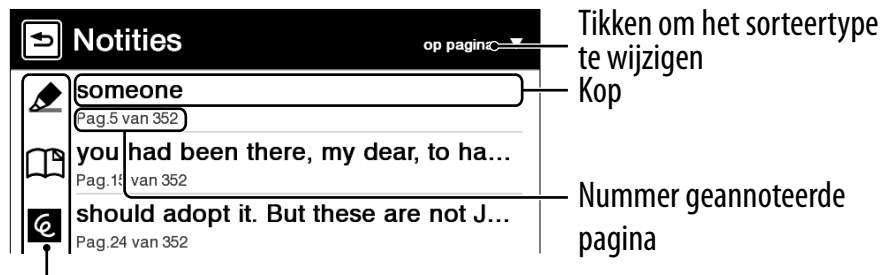 Notities
op pagina
Tikken om het sorteertype
te wijzigen
someone
Kop
Pag.5 van 352
you had been there, my dear, to ha...
Pag.15 van 352
Nummer geannoteerde
pagina
should adopt it. But these are not J...
Pag.24 van 352